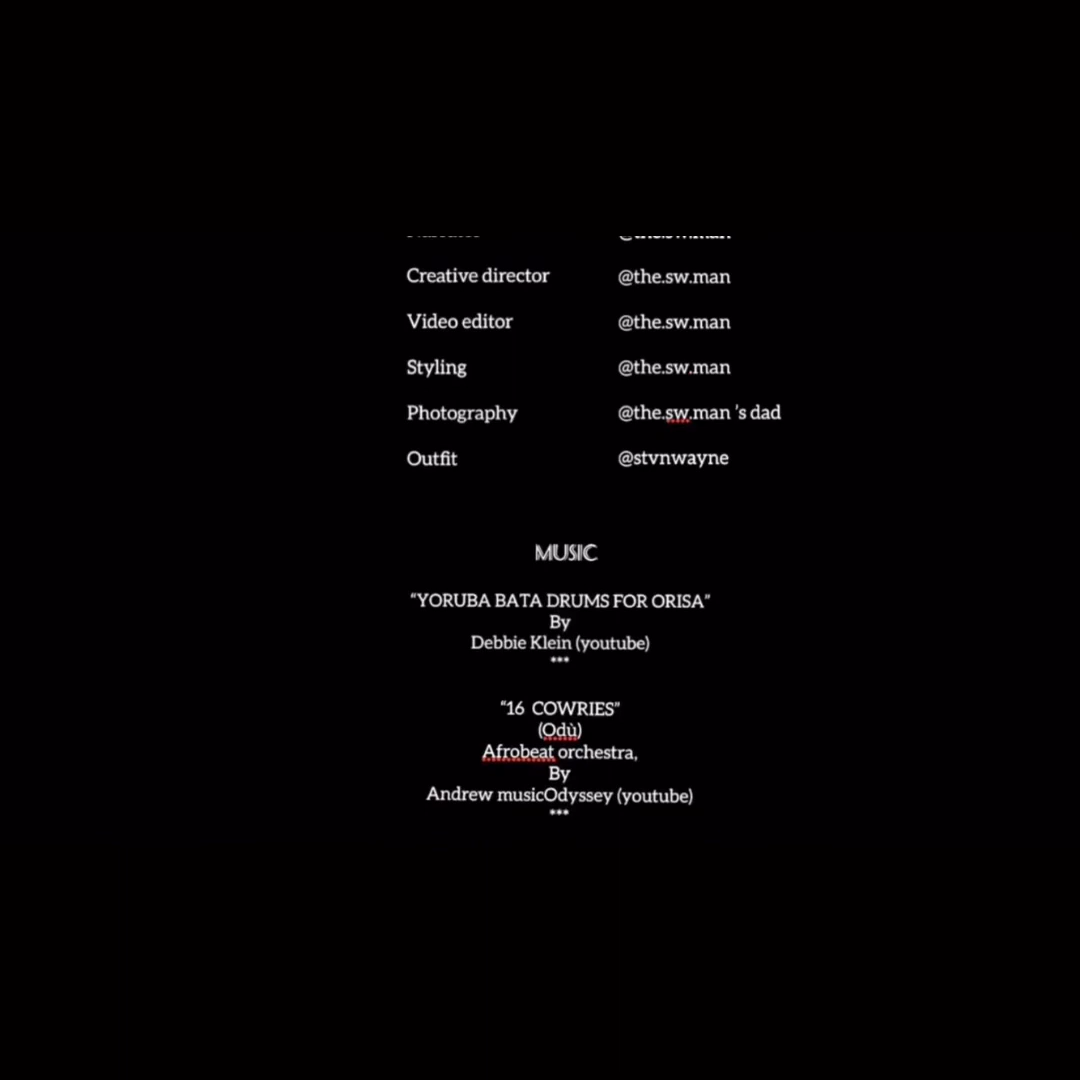 Creative director @the.sw.man
Video editor @the.sw.man
Styling @the.sw.man
Photography @the.sw.man 's dad
Outfit @stvnwayne
MUSIC
“YORUBA BATA DRUMS FOR ORISA”
By
Debbie Klein (youtube)
***
“16 COWRIES”
(Odù)
Afrobeat orchestra,
By
Andrew musicOdyssey (youtube)
***